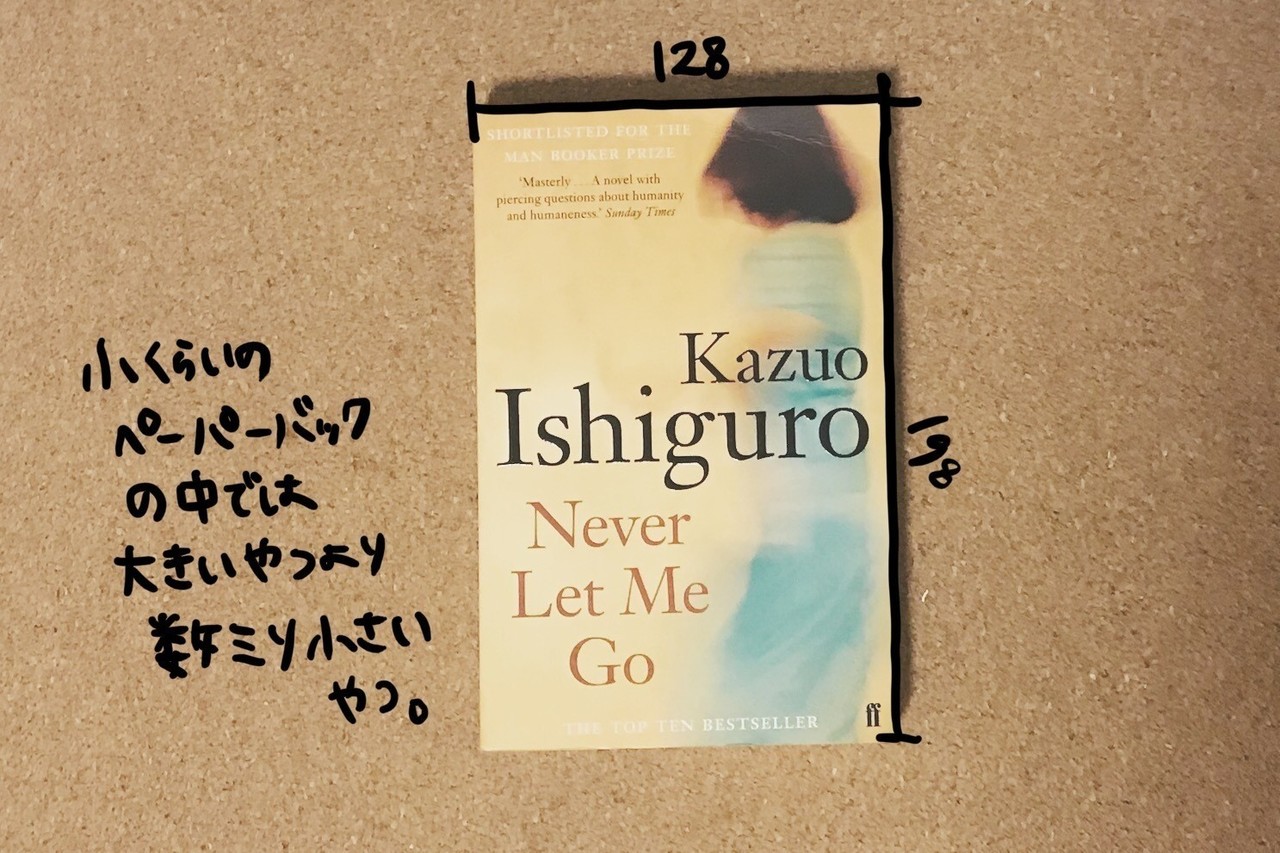 128
SHORTLISTED FOR THE
MAN BOOKER PRIZE
'Masterly ... A novel with
piercing questions about humanity
and humaneness.' Sunday Times
Kazuo
Ishiguro
Never
Let Me
Go
THE TOP TEN BESTSELLER
ff
198
小くらいの
ペーパーバック
の中では
大きいやつより
数ミリ小さい
やつ。